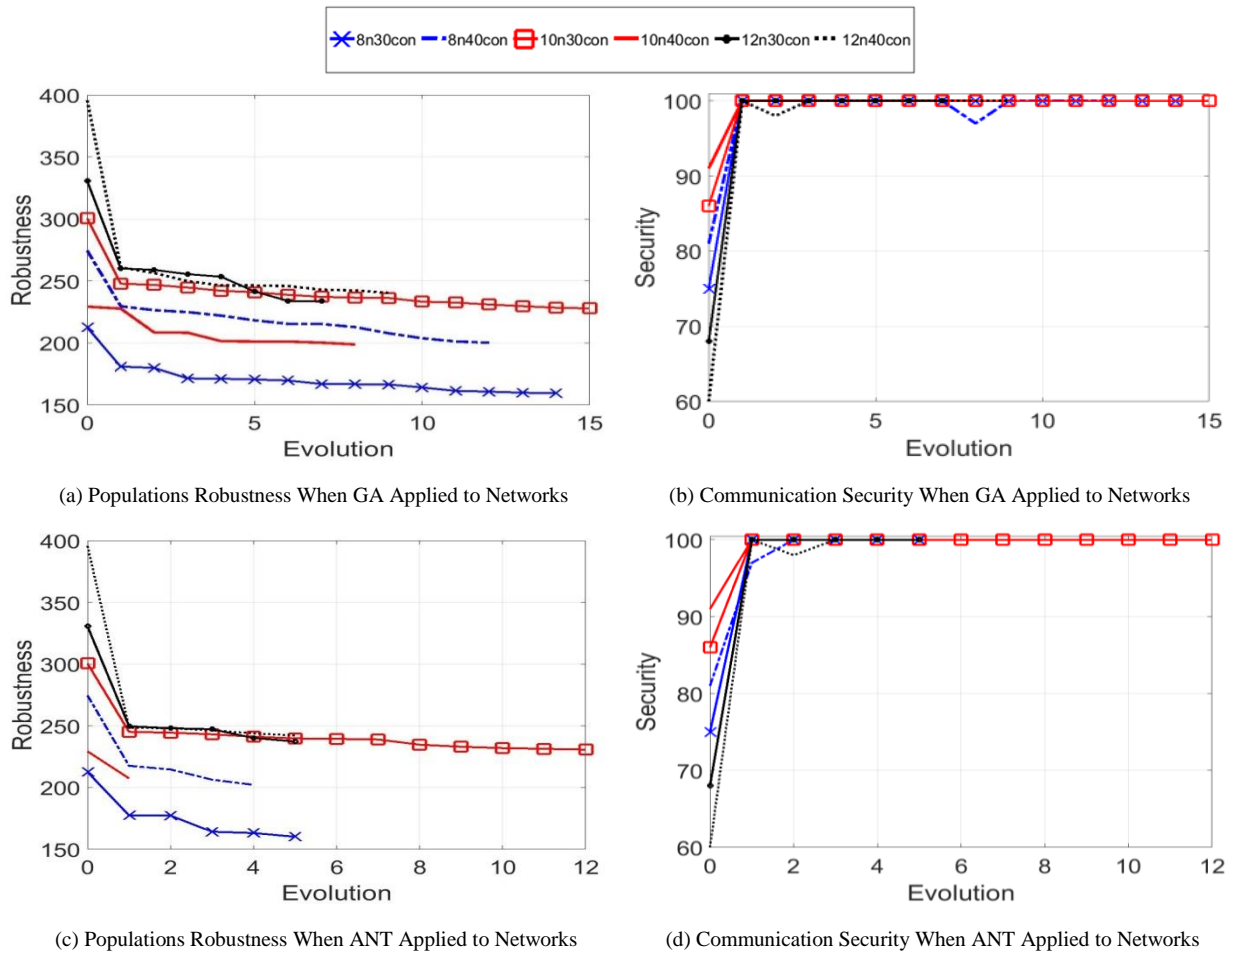 8n30con 8n40con 10n30con 10n40con 12n30con 12n40con
400
350
300
250
200
150
Robustness
0 5 10 15
Evolution
100
90
80
70
60
Security
0 5 10 15
Evolution
(a) Populations Robustness When GA Applied to Networks
(b) Communication Security When GA Applied to Networks
400
350
300
250
200
150
Robustness
0 2 4 6 8 10 12
Evolution
100
90
80
70
60
Security
0 2 4 6 8 10 12
Evolution
(c) Populations Robustness When ANT Applied to Networks
(d) Communication Security When ANT Applied to Networks